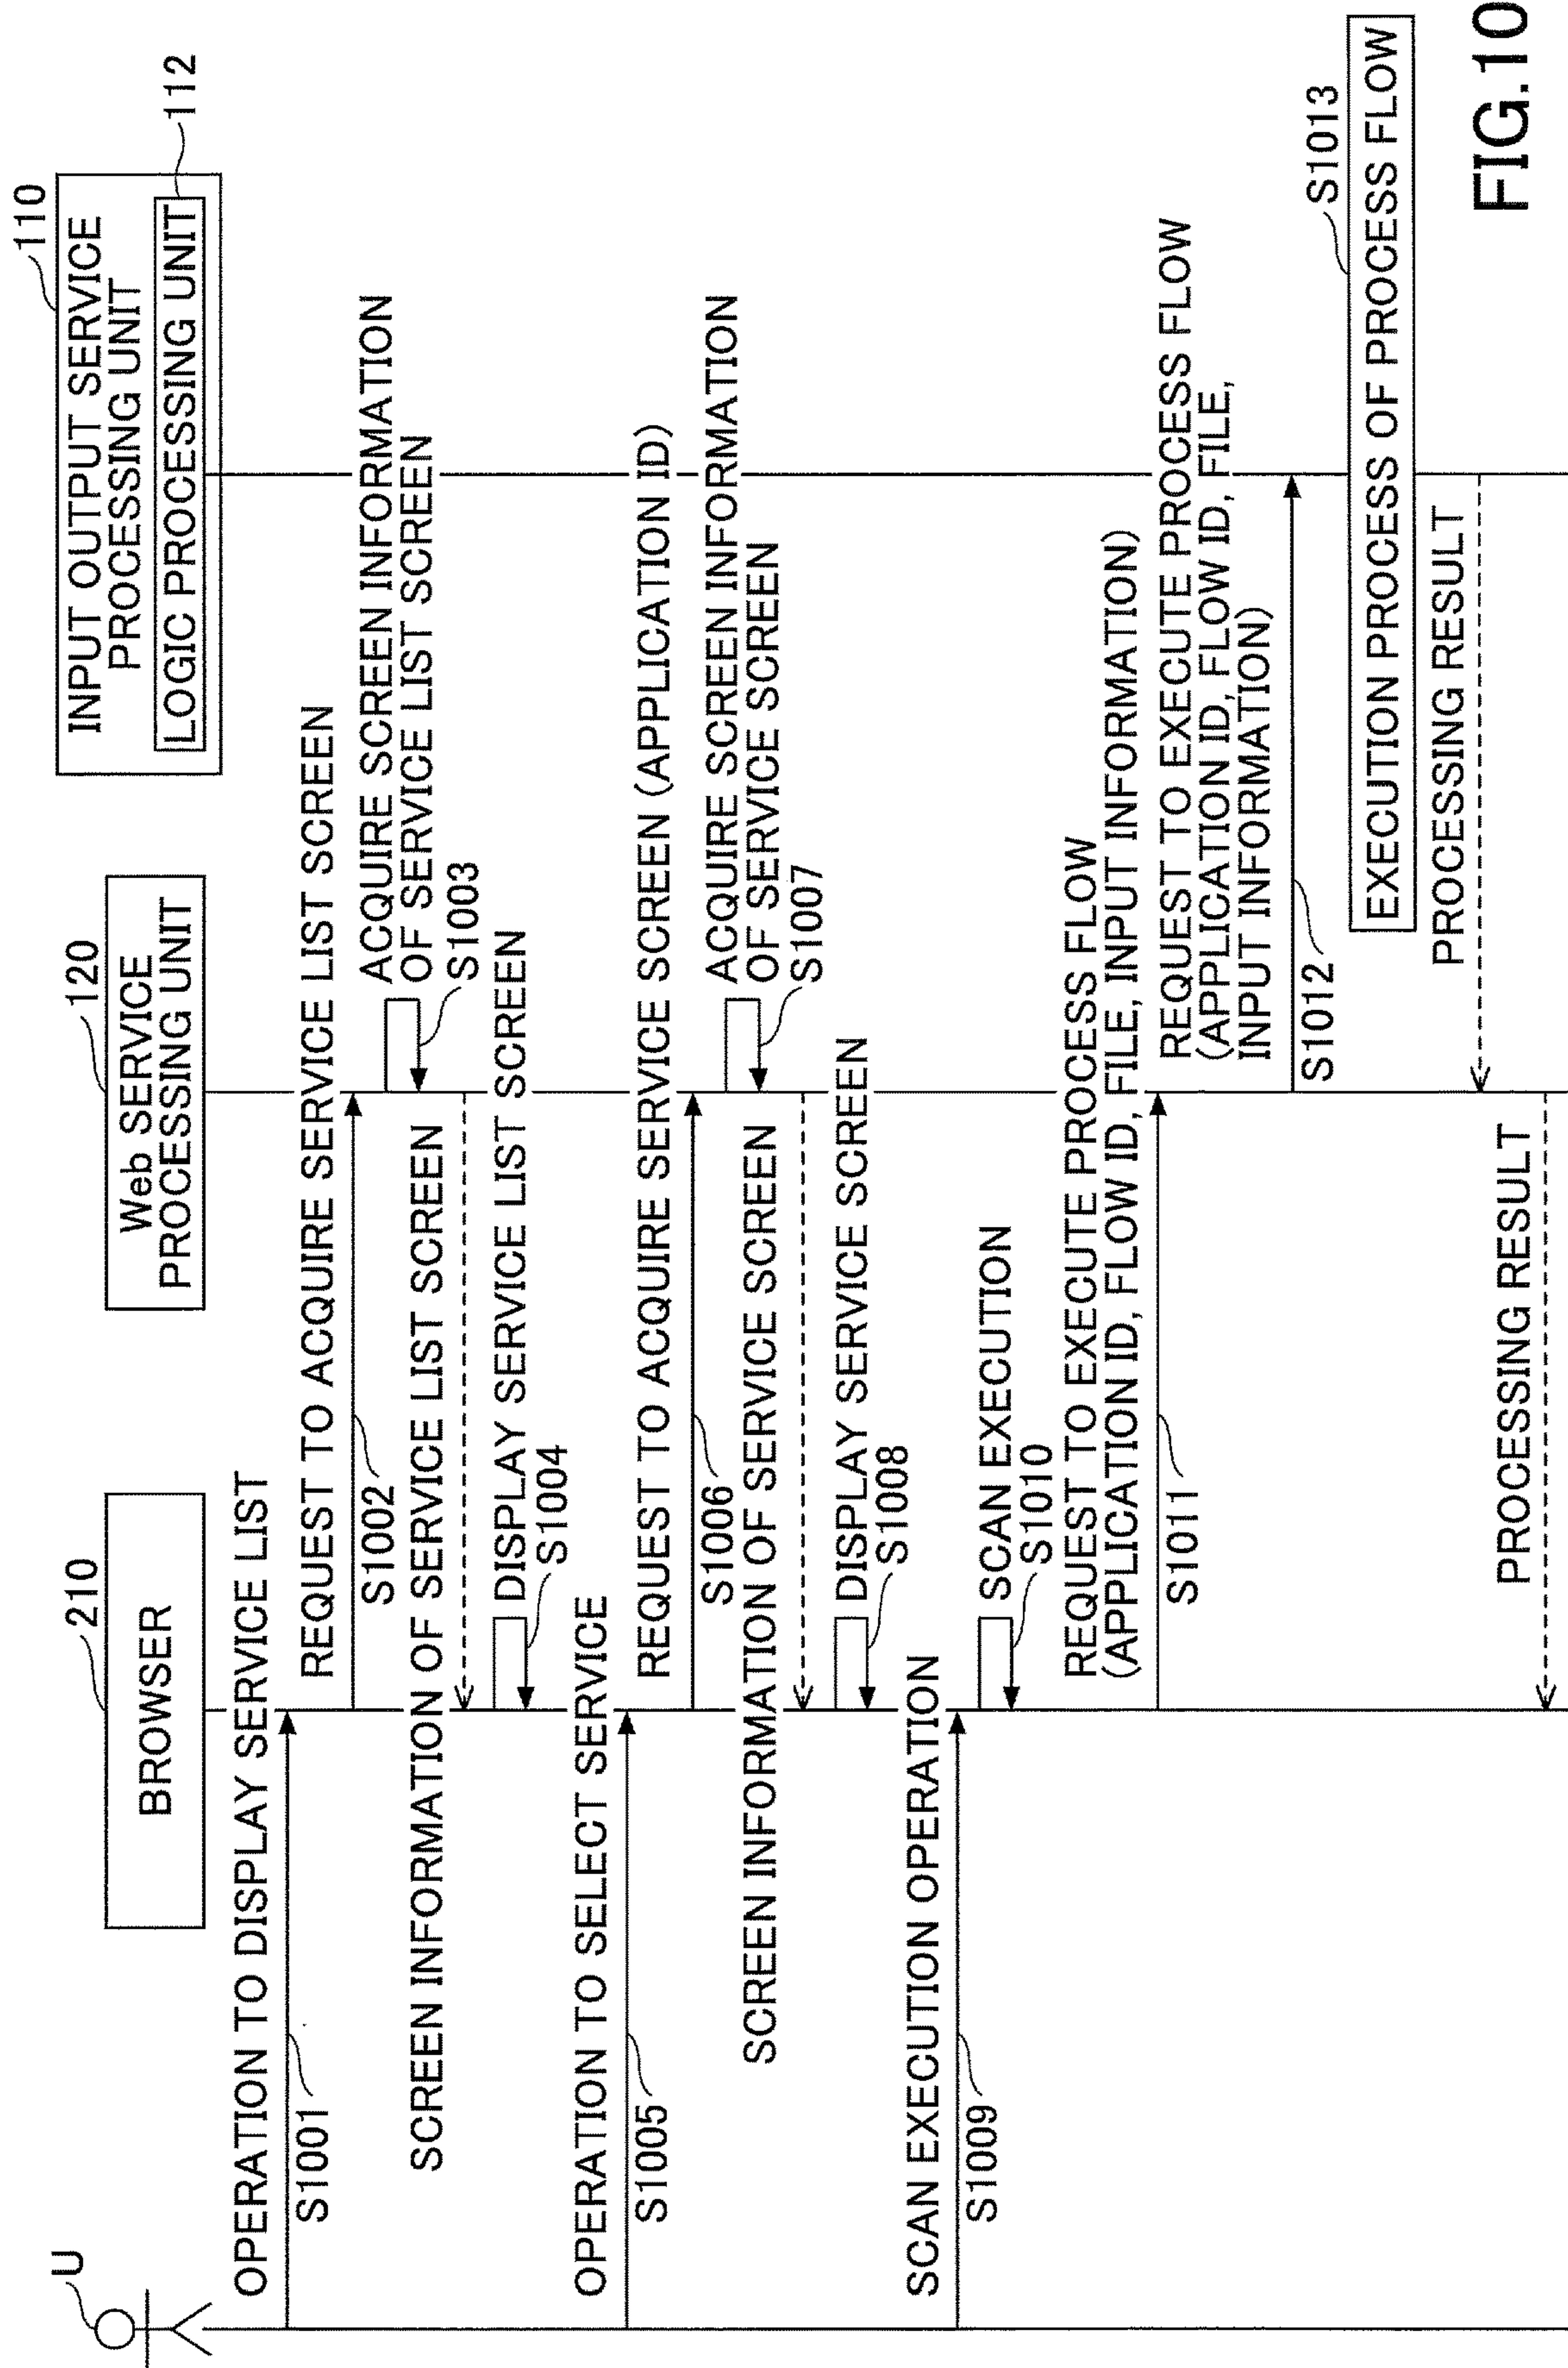 U
210
BROWSER
120
Web SERVICE
PROCESSING UNIT
110
INPUT OUTPUT SERVICE
PROCESSING UNIT
LOGIC PROCESSING UNIT
112
OPERATION TO DISPLAY SERVICE LIST
S1001
REQUEST TO ACQUIRE SERVICE LIST SCREEN
S1002
ACQUIRE SCREEN INFORMATION
OF SERVICE LIST SCREEN
S1003
SCREEN INFORMATION OF SERVICE LIST SCREEN
DISPLAY SERVICE LIST SCREEN
S1004
OPERATION TO SELECT SERVICE
S1005
REQUEST TO ACQUIRE SERVICE SCREEN (APPLICATION ID)
S1006
ACQUIRE SCREEN INFORMATION
OF SERVICE SCREEN
S1007
SCREEN INFORMATION OF SERVICE SCREEN
DISPLAY SERVICE SCREEN
S1008
SCAN EXECUTION OPERATION
S1009
SCAN EXECUTION
S1010
REQUEST TO EXECUTE PROCESS FLOW
(APPLICATION ID, FLOW ID, FILE, INPUT INFORMATION)
S1011
REQUEST TO EXECUTE PROCESS FLOW
(APPLICATION ID, FLOW ID, FILE,
INPUT INFORMATION)
S1012
S1013
EXECUTION PROCESS OF PROCESS FLOW
PROCESSING RESULT
PROCESSING RESULT
FIG.10